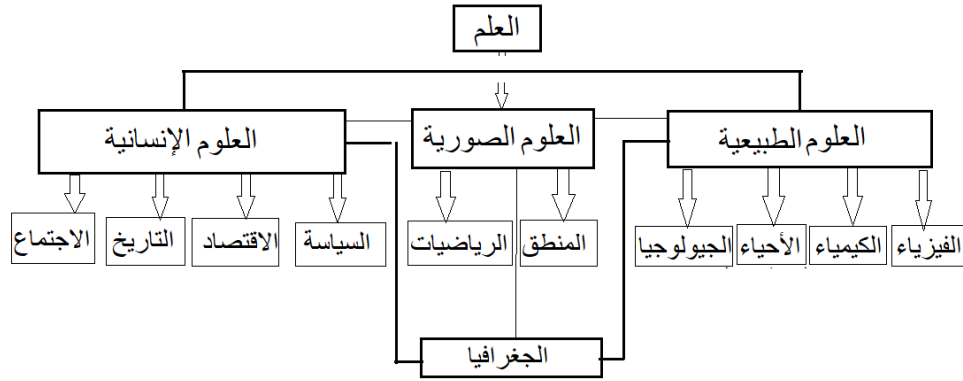 العلم
العلوم الطبيعية
العلوم الصورية
العلوم الإنسانية
الفيزياء
الكيمياء
الأحياء
الجيولوجيا
المنطق
الرياضيات
السياسة
الاقتصاد
التاريخ
الاجتماع
الجغرافيا